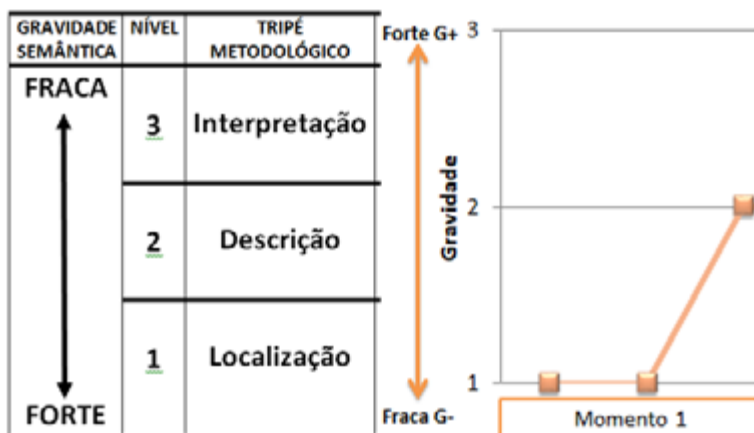 GRAVIDADE
SEMÂNTICA
NÍVEL
TRIPÉ
METODOLÓGICO
FRACA
3
Interpretação
2
Descrição
1
Localização
FORTE
Forte G+
Fraca G-
Gravidade
3
2
1
Momento 1